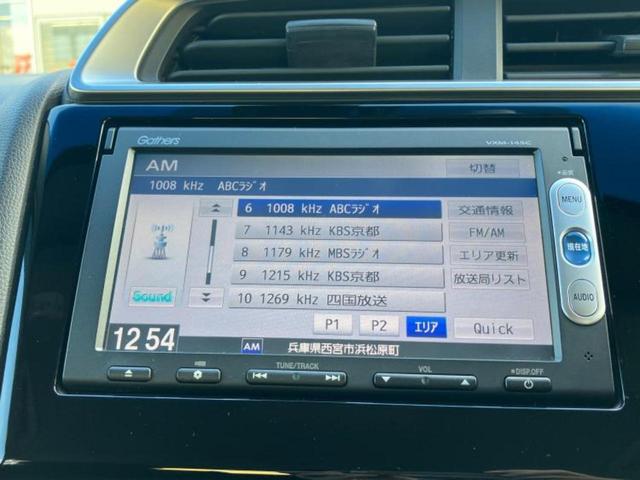 Gathers
VXM-145C
AM
切替
1008 kHz ABCﾗｼﾞｵ
6 1008 kHz ABCﾗｼﾞｵ
7 1143 kHz KBS京都
8 1179 kHz MBSﾗｼﾞｵ
9 1215 kHz KBS京都
10 1269 kHz 四国放送
交通情報
FM/AM
エリア更新
放送局リスト
Sound
P1 P2 エリア Quick
12 54
AM 兵庫県西宮市浜松原町
MENU
現在地
AUDIO
TUNE/TRACK
VOL
DISP.OFF